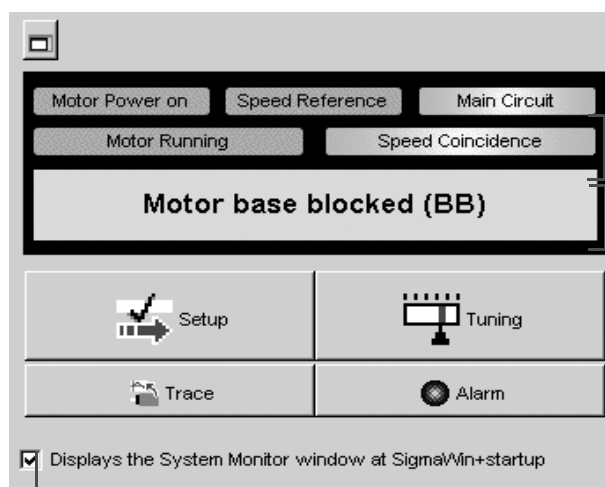 Motor Power on Speed Reference Main Circuit
Motor Running Speed Coincidence
Motor base blocked (BB)
Setup Tuning
Trace Alarm
Displays the System Monitor window at SigmaWin+startup